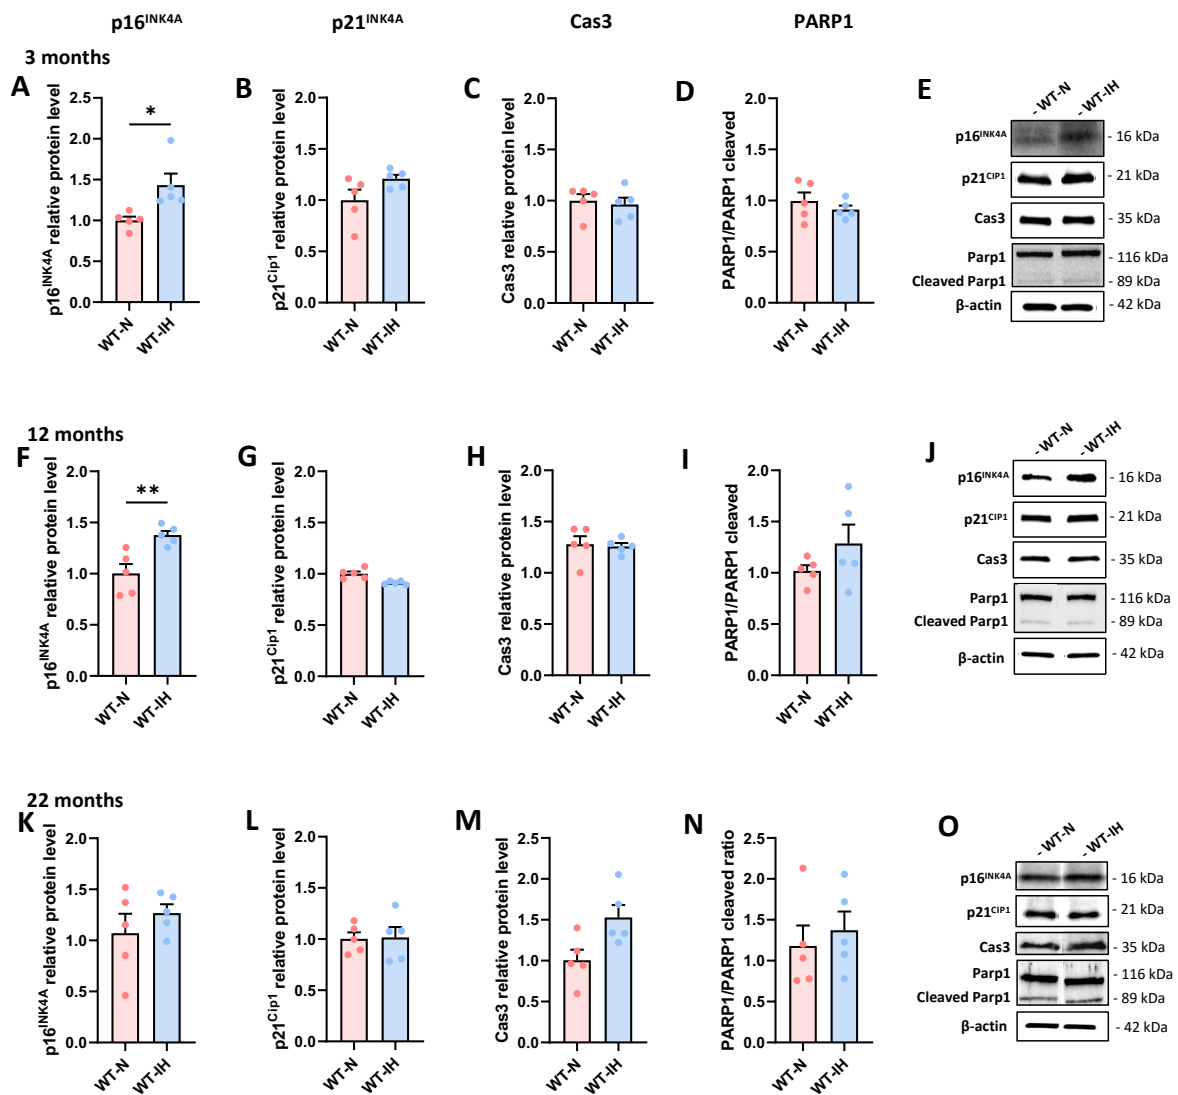 p16INK4A p21INK4A Cas3 PARP1
3 months
A
p16INK4A relative protein level
2.5
2.0
1.5
1.0
0.5
0.0
*
WT-N WT-IH
B
p21Cip1 relative protein level
2.0
1.5
1.0
0.5
0.0
WT-N WT-IH
C
Cas3 relative protein level
2.0
1.5
1.0
0.5
0.0
WT-N WT-IH
D
PARP1/PARP1 cleaved
2.0
1.5
1.0
0.5
0.0
WT-N WT-IH
E
- WT-N - WT-IH
p16INK4A - 16 kDa
p21CIP1 - 21 kDa
Cas3 - 35 kDa
Parp1 - 116 kDa
Cleaved Parp1 - 89 kDa
β-actin - 42 kDa
12 months
F
p16INK4A relative protein level
2.0
1.5
1.0
0.5
0.0
**
WT-N WT-IH
G
p21Cip1 relative protein level
2.0
1.5
1.0
0.5
0.0
WT-N WT-IH
H
Cas3 relative protein level
2.0
1.5
1.0
0.5
0.0
WT-N WT-IH
I
PARP1/PARP1 cleaved
2.0
1.5
1.0
0.5
0.0
WT-N WT-IH
J
- WT-N - WT-IH
p16INK4A - 16 kDa
p21CIP1 - 21 kDa
Cas3 - 35 kDa
Parp1 - 116 kDa
Cleaved Parp1 - 89 kDa
β-actin - 42 kDa
22 months
K
p16INK4A relative protein level
2.0
1.5
1.0
0.5
0.0
WT-N WT-IH
L
p21Cip1 relative protein level
2.0
1.5
1.0
0.5
0.0
WT-N WT-IH
M
Cas3 relative protein level
2.5
2.0
1.5
1.0
0.5
0.0
WT-N WT-IH
N
PARP1/PARP1 cleaved ratio
2.5
2.0
1.5
1.0
0.5
0.0
WT-N WT-IH
O
- WT-N - WT-IH
p16INK4A - 16 kDa
p21CIP1 - 21 kDa
Cas3 - 35 kDa
Parp1 - 116 kDa
Cleaved Parp1 - 89 kDa
β-actin - 42 kDa